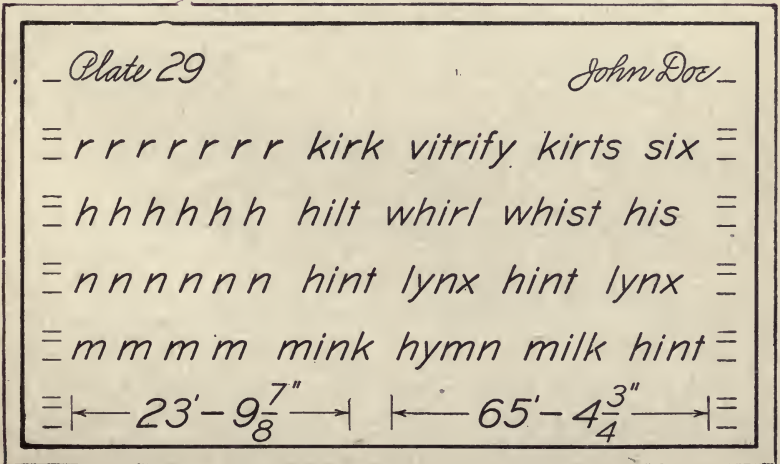 Plate 29 John Doe
r r r r r r r kirk vitrify kirts six
h h h h h h hilt whirl whist his
n n n n n n hint lynx hint lynx
m m m m mink hymn milk hint
23'-9 7/8" 65'-4 3/4"